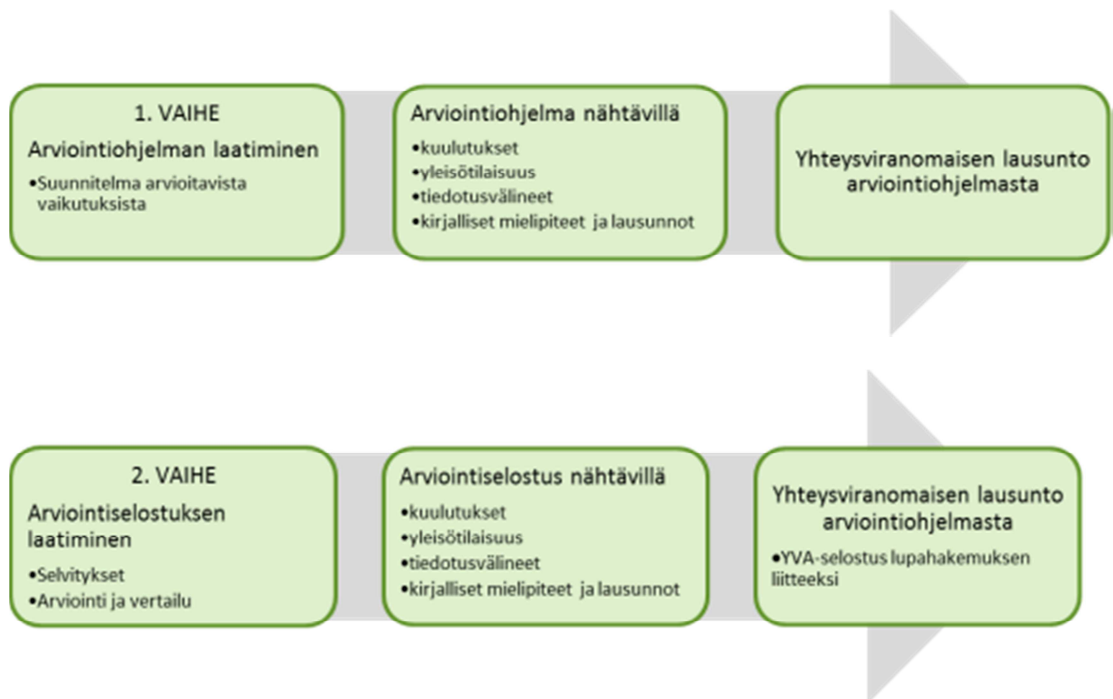 1. VAIHE
Arviointiohjelman laatiminen
•Suunnitelma arvioitavista
vaikutuksista
Arviointiohjelma nähtävillä
•kuulutukset
•yleisötilaisuus
•tiedotusvälineet
•kirjalliset mielipiteet ja lausunnot
Yhteysviranomaisen lausunto
arviointiohjelmasta
2. VAIHE
Arviointiselostuksen
laatiminen
•Selvitykset
•Arviointi ja vertailu
Arviointiselostus nähtävillä
•kuulutukset
•yleisötilaisuus
•tiedotusvälineet
•kirjalliset mielipiteet ja lausunnot
Yhteysviranomaisen lausunto
arviointiohjelmasta
•YVA-selostus lupahakemuksen
liitteeksi